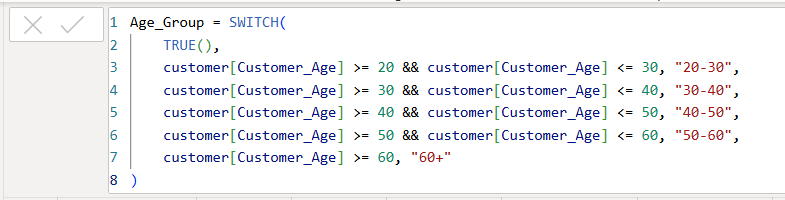 1 Age_Group = SWITCH(
2 TRUE(),
3 customer[Customer_Age] >= 20 && customer[Customer_Age] <= 30, "20-30",
4 customer[Customer_Age] >= 30 && customer[Customer_Age] <= 40, "30-40",
5 customer[Customer_Age] >= 40 && customer[Customer_Age] <= 50, "40-50",
6 customer[Customer_Age] >= 50 && customer[Customer_Age] <= 60, "50-60",
7 customer[Customer_Age] >= 60, "60+"
8 )